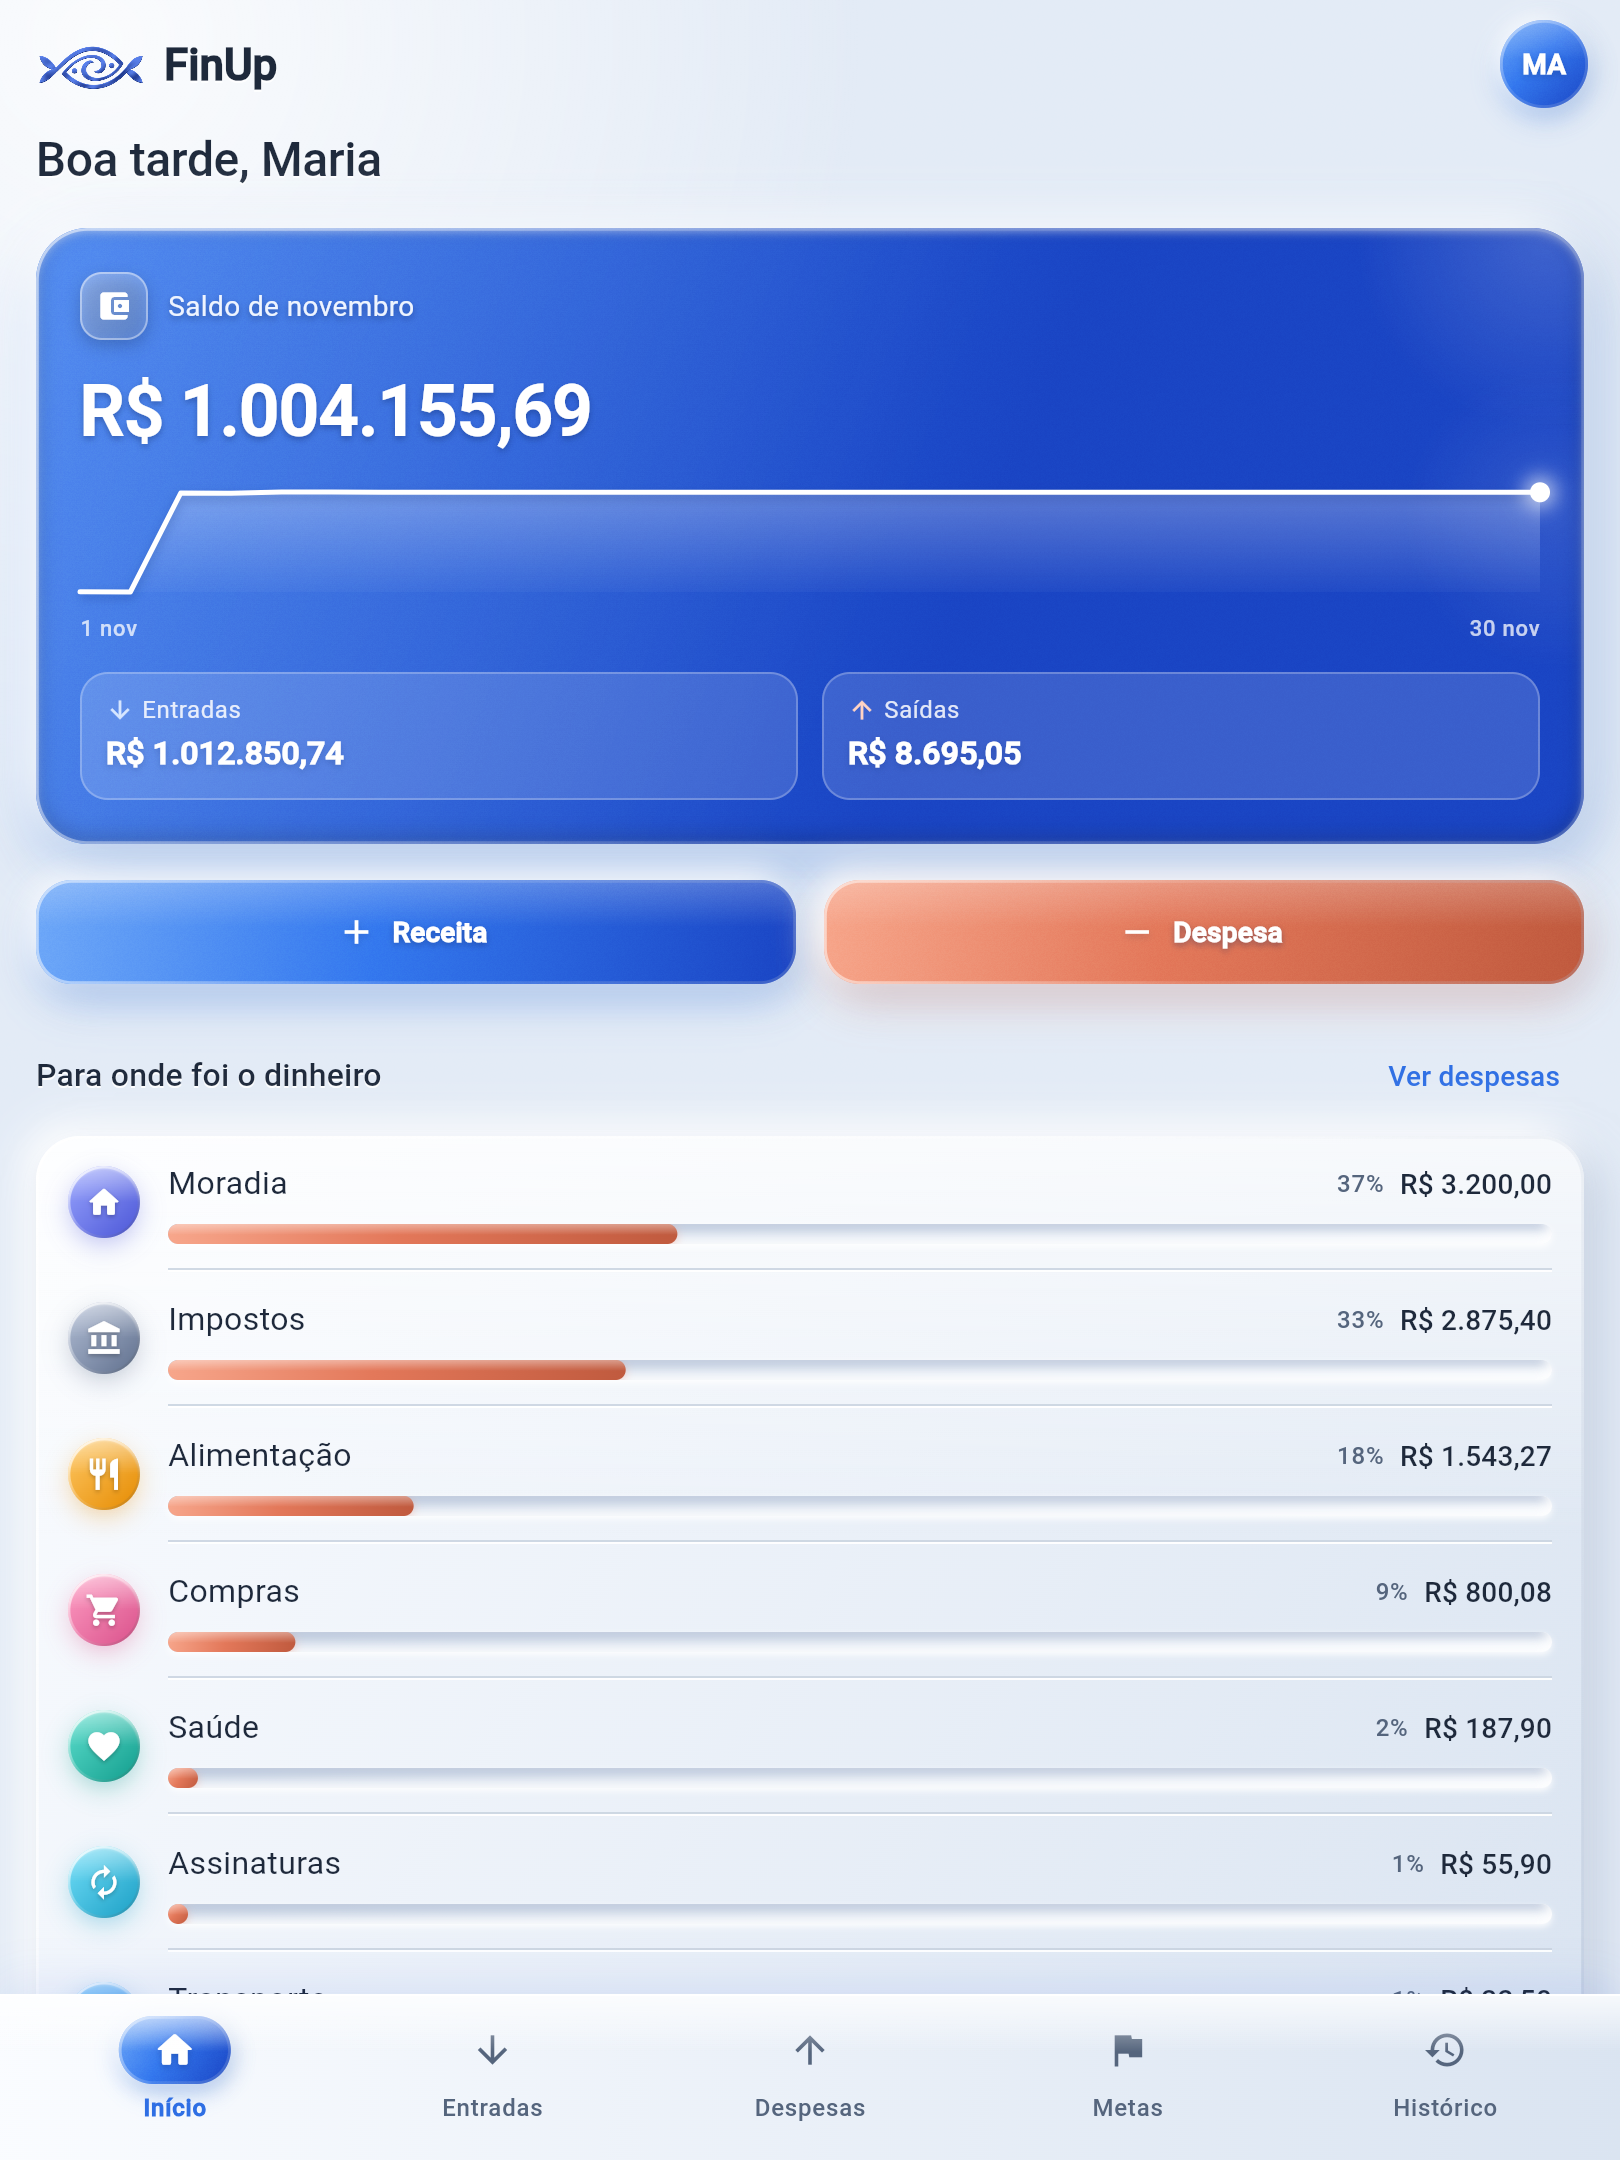 FinUp
MA
Boa tarde, Maria
Saldo de novembro
R$ 1.004.155,69
1 nov
30 nov
Entradas
R$ 1.012.850,74
Saídas
R$ 8.695,05
Receita
Despesa
Para onde foi o dinheiro
Ver despesas
Moradia 37% R$ 3.200,00
Impostos 33% R$ 2.875,40
Alimentação 18% R$ 1.543,27
Compras 9% R$ 800,08
Saúde 2% R$ 187,90
Assinaturas 1% R$ 55,90
Início
Entradas
Despesas
Metas
Histórico